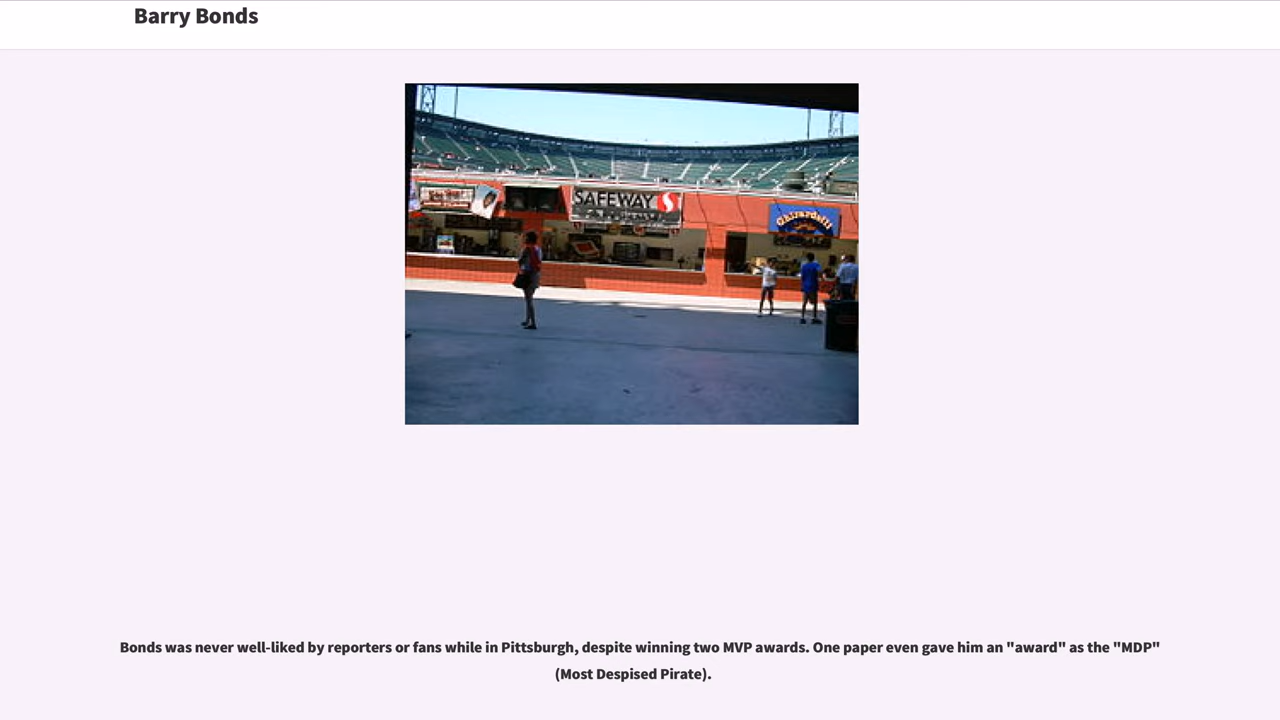 Barry Bonds
SAFEWAY
Ghirardelli
Bonds was never well-liked by reporters or fans while in Pittsburgh, despite winning two MVP awards. One paper even gave him an "award" as the "MDP"
(Most Despised Pirate).